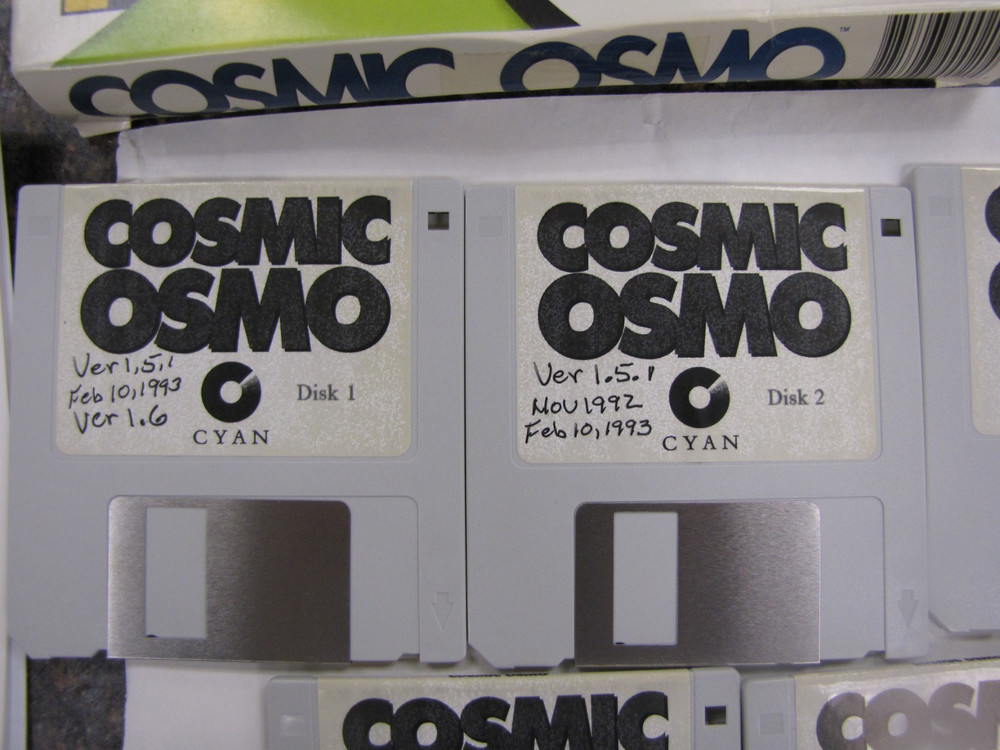 COSMIC OSMO™
COSMIC
OSMO
Ver 1,5,1
Feb 10,1993
Ver 1.6
Disk 1
CYAN
COSMIC
OSMO
Ver 1.5.1
NOV 1992
Feb 10, 1993
Disk 2
CYAN
COSMIC
COS